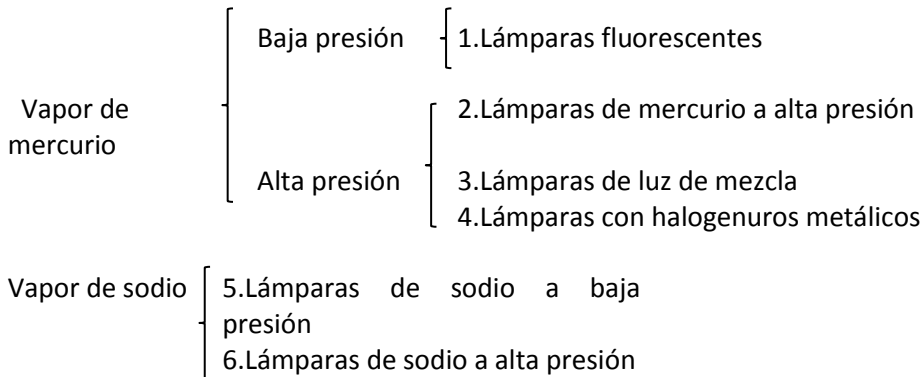 Baja presión
1.Lámparas fluorescentes
Vapor de
mercurio
2.Lámparas de mercurio a alta presión
Alta presión
3.Lámparas de luz de mezcla
4.Lámparas con halogenuros metálicos
Vapor de sodio
5.Lámparas de sodio a baja
presión
6.Lámparas de sodio a alta presión